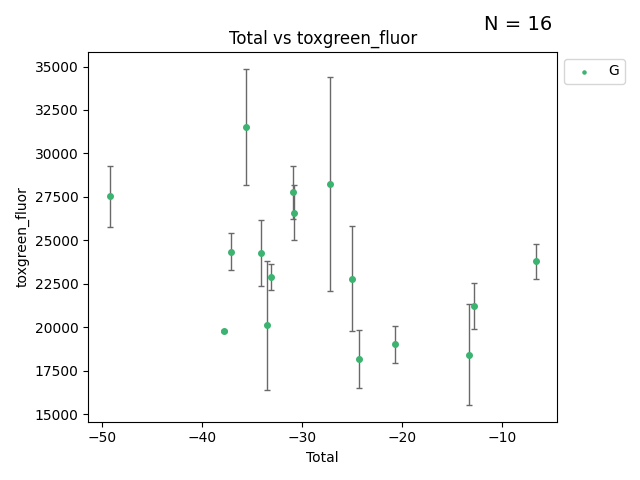 N = 16
Total vs toxgreen_fluor
G
toxgreen_fluor
35000
32500
30000
27500
25000
22500
20000
17500
15000
−50 −40 −30 −20 −10
Total